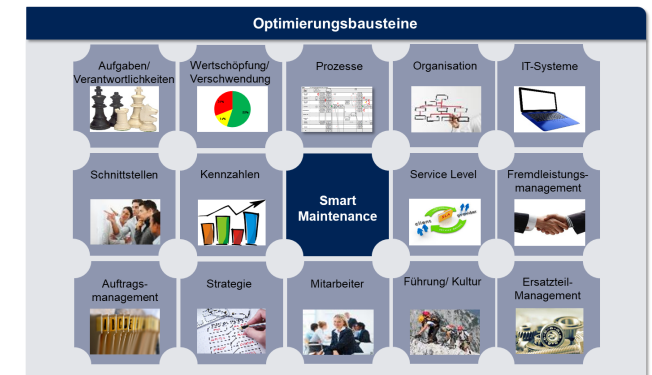 Optimierungsbausteine
Aufgaben/
Verantwortlichkeiten
Wertschöpfung/
Verschwendung
Prozesse
Organisation
IT-Systeme
Schnittstellen
Kennzahlen
Smart
Maintenance
Service Level
Fremdleistungs-
management
Auftrags-
management
Strategie
Mitarbeiter
Führung/ Kultur
Ersatzteil-
Management